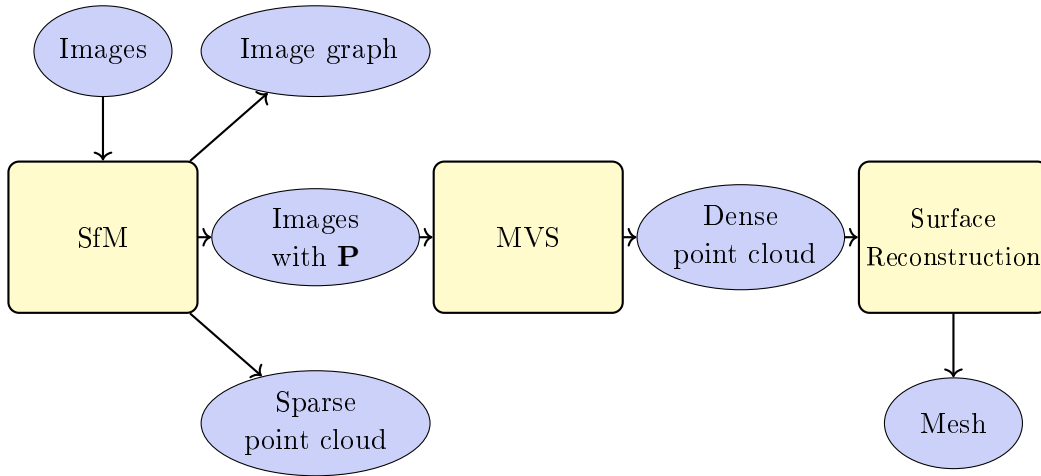 Images
Image graph
SfM
Images
with P
MVS
Dense
point cloud
Surface
Reconstruction
Sparse
point cloud
Mesh